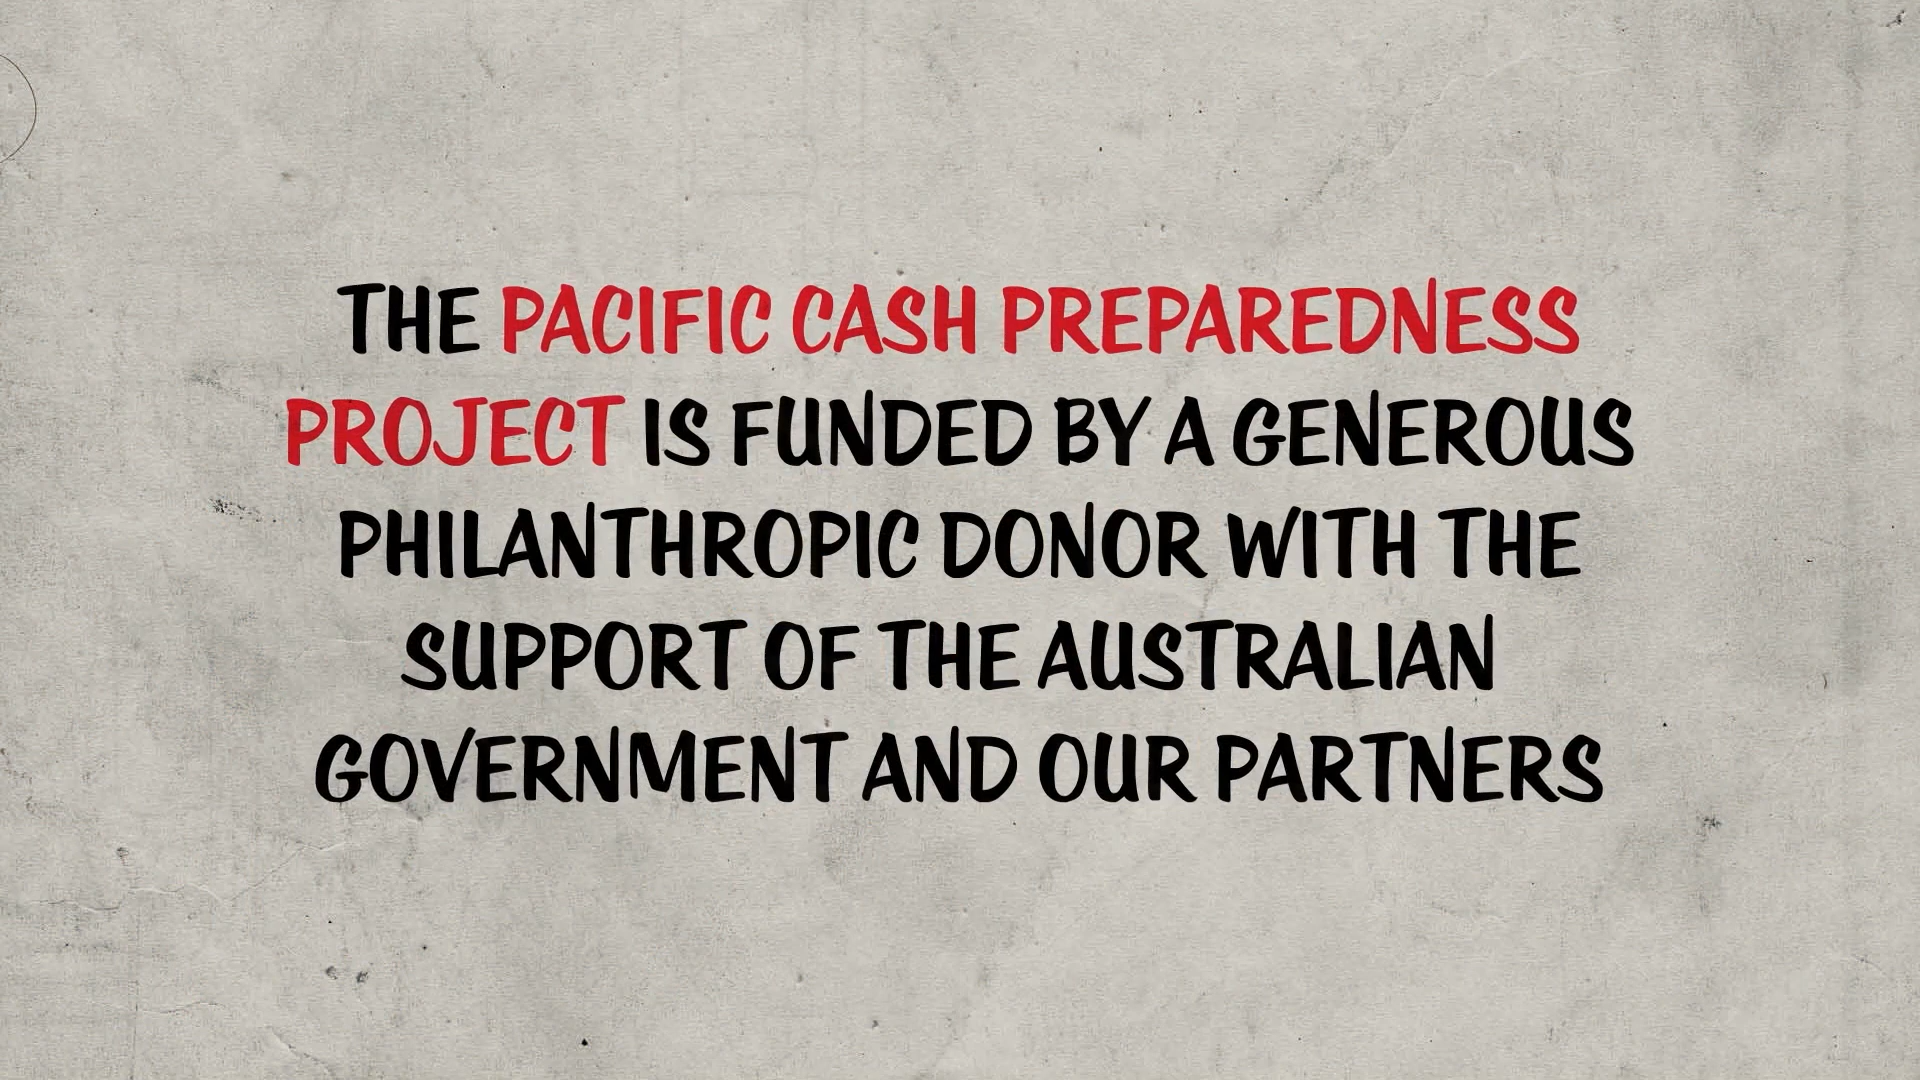 THE PACIFIC CASH PREPAREDNESS
PROJECT IS FUNDED BY A GENEROUS
PHILANTHROPIC DONOR WITH THE
SUPPORT OF THE AUSTRALIAN
GOVERNMENT AND OUR PARTNERS